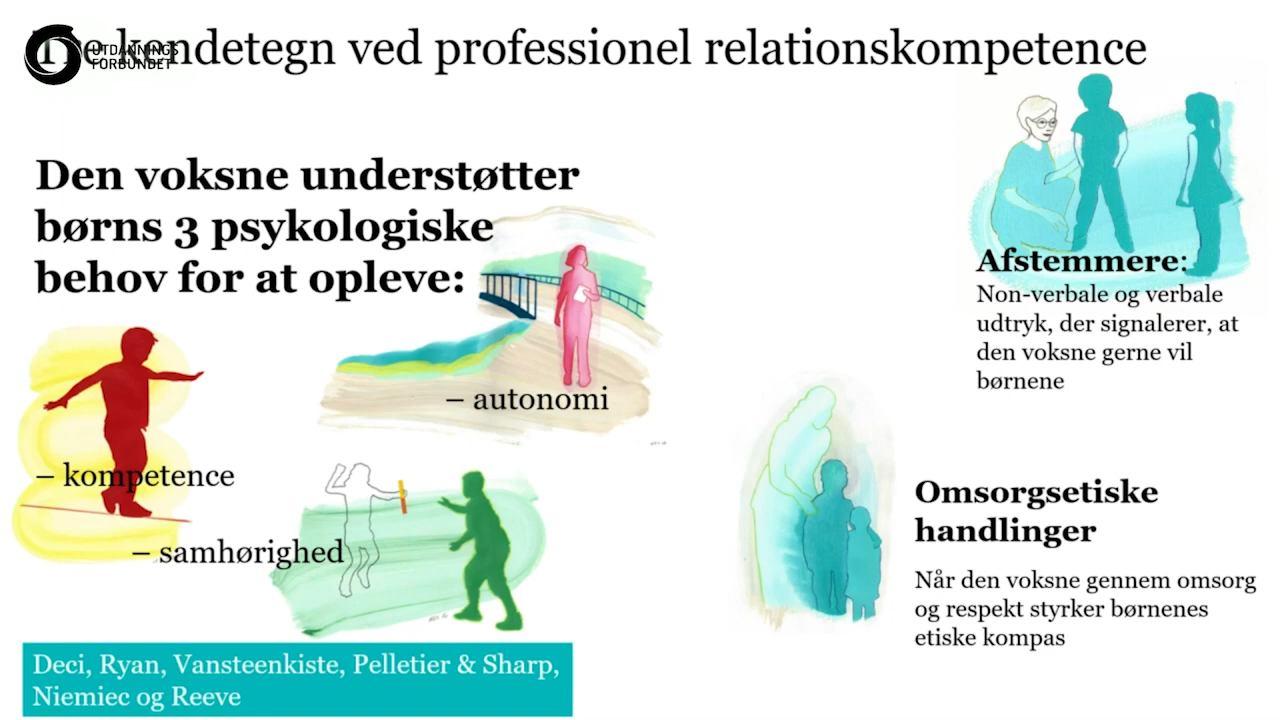 UTDANNINGS
FORBUNDET
kendetegn ved professionel relationskompetence
Den voksne understøtter
børns 3 psykologiske
behov for at opleve:
– autonomi
– kompetence
– samhørighed
Deci, Ryan, Vansteenkiste, Pelletier & Sharp,
Niemiec og Reeve
Afstemmere:
Non-verbale og verbale
udtryk, der signalerer, at
den voksne gerne vil
børnene
Omsorgsetiske
handlinger
Når den voksne gennem omsorg
og respekt styrker børnenes
etiske kompas